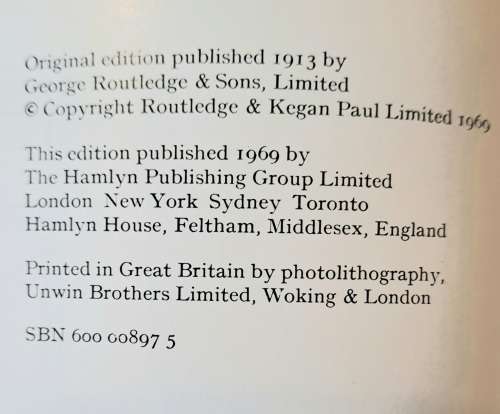 Original edition published 1913 by
George Routledge & Sons, Limited
© Copyright Routledge & Kegan Paul Limited 1969
This edition published 1969 by
The Hamlyn Publishing Group Limited
London New York Sydney Toronto
Hamlyn House, Feltham, Middlesex, England
Printed in Great Britain by photolithography,
Unwin Brothers Limited, Woking & London
SBN 600 00897 5